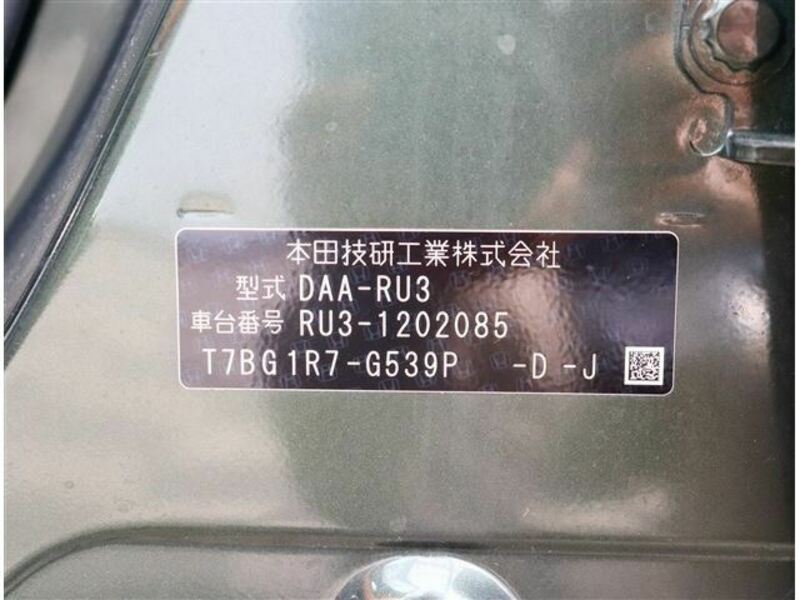 本田技研工業株式会社
型式 DAA-RU3
車台番号 RU3-1202085
T7BG1R7-G539P -D -J